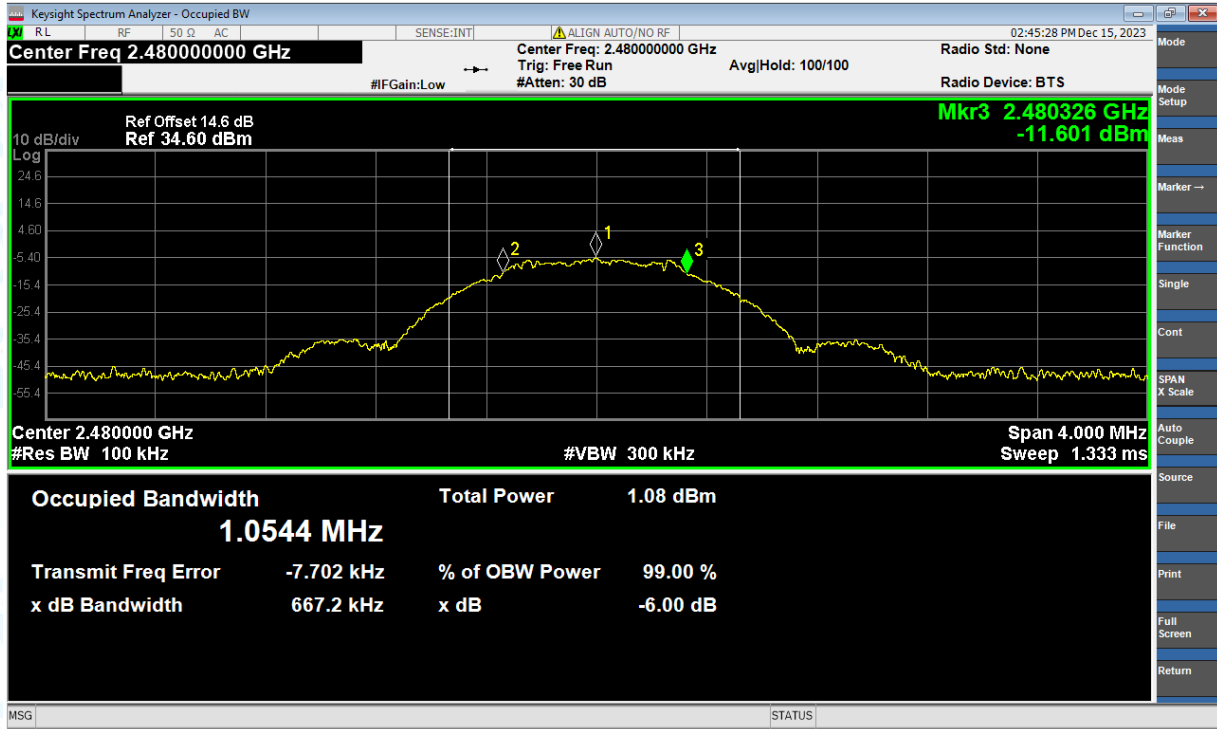 Keysight Spectrum Analyzer - Occupied BW
LXI RL RF 50 Ω AC SENSE:INT ALIGN AUTO/NO RF 02:45:28 PM Dec 15, 2023
Center Freq 2.480000000 GHz
Center Freq: 2.480000000 GHz
Radio Std: None
Trig: Free Run
Avg|Hold: 100/100
#IFGain:Low
#Atten: 30 dB
Radio Device: BTS
Mkr3 2.480326 GHz
-11.601 dBm
Ref Offset 14.6 dB
10 dB/div Ref 34.60 dBm
Log
24.6
14.6
4.60
-5.40
-15.4
-25.4
-35.4
-45.4
-55.4
2
1
3
Center 2.480000 GHz Span 4.000 MHz
#Res BW 100 kHz #VBW 300 kHz Sweep 1.333 ms
Occupied Bandwidth Total Power 1.08 dBm
1.0544 MHz
Transmit Freq Error -7.702 kHz % of OBW Power 99.00 %
x dB Bandwidth 667.2 kHz x dB -6.00 dB
MSG STATUS
Mode
Mode
Setup
Meas
Marker→
Marker
Function
Single
Cont
SPAN
X Scale
Auto
Couple
Source
File
Print
Full
Screen
Return